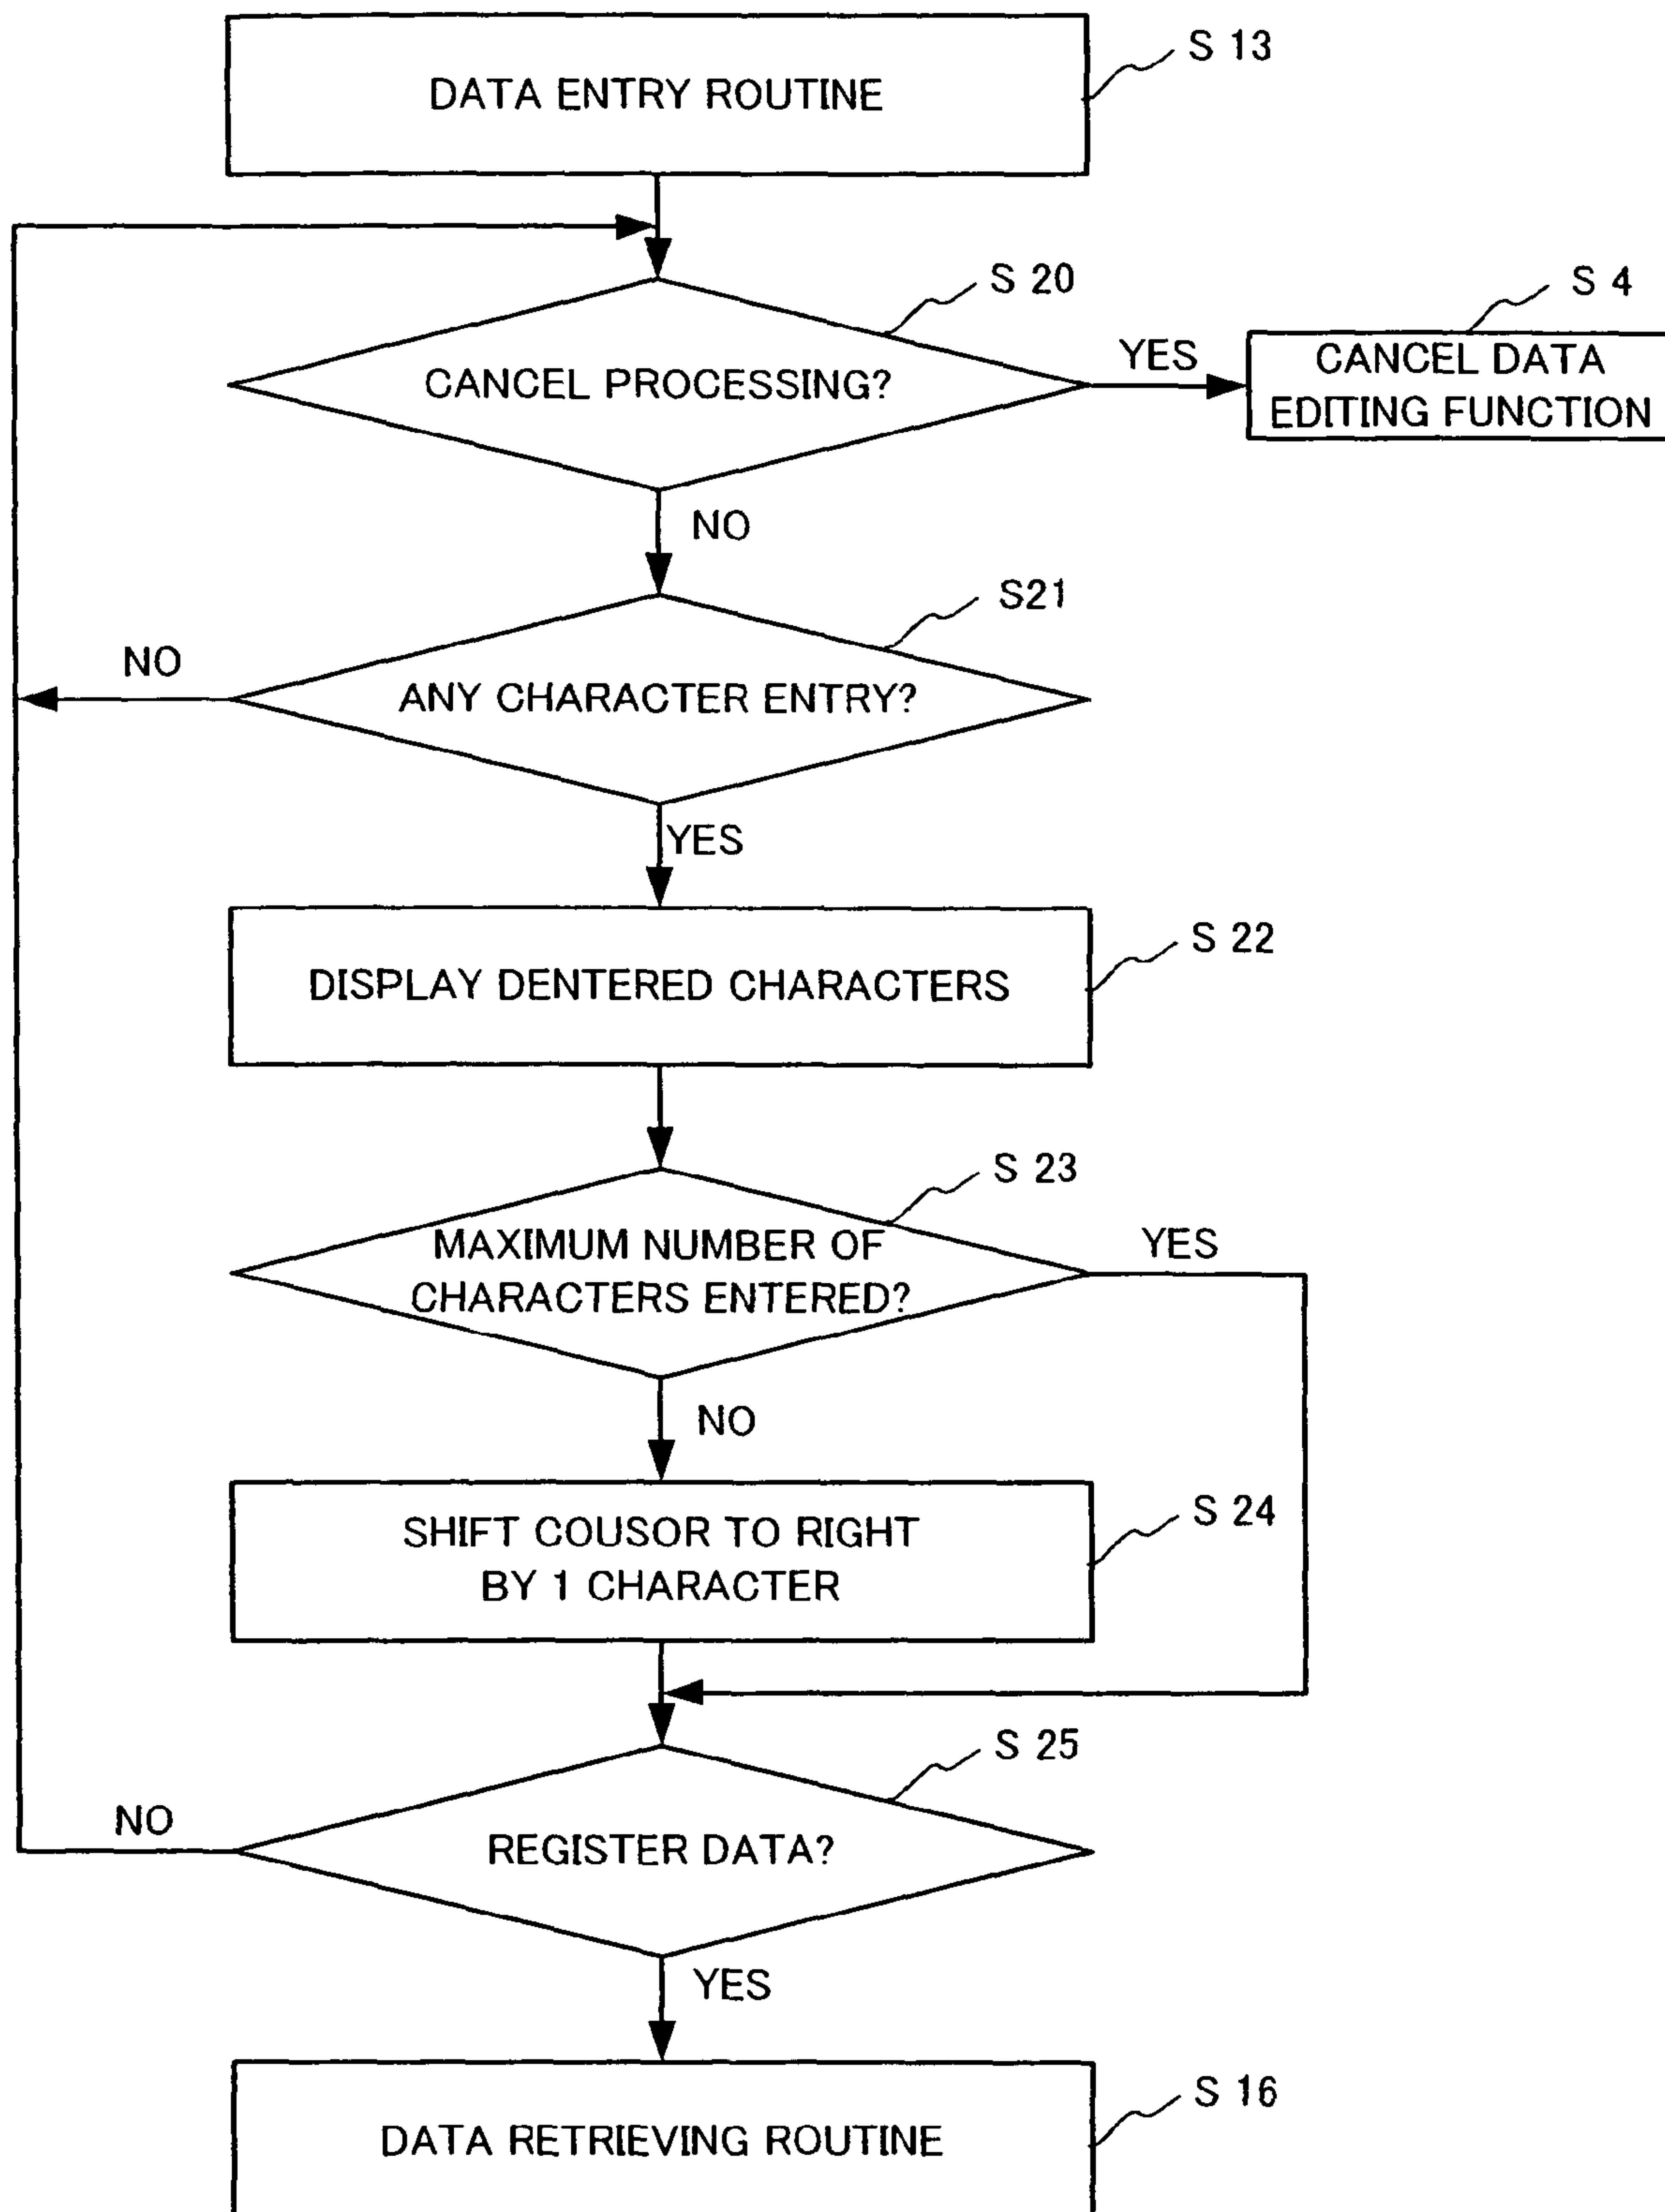 DATA ENTRY ROUTINE
S 13
S 20
CANCEL PROCESSING?
YES
S 4
CANCEL DATA
EDITING FUNCTION
NO
S21
NO
ANY CHARACTER ENTRY?
YES
S 22
DISPLAY DENTERED CHARACTERS
S 23
MAXIMUM NUMBER OF
CHARACTERS ENTERED?
YES
NO
S 24
SHIFT COUSOR TO RIGHT
BY 1 CHARACTER
S 25
NO
REGISTER DATA?
YES
S 16
DATA RETRIEVING ROUTINE